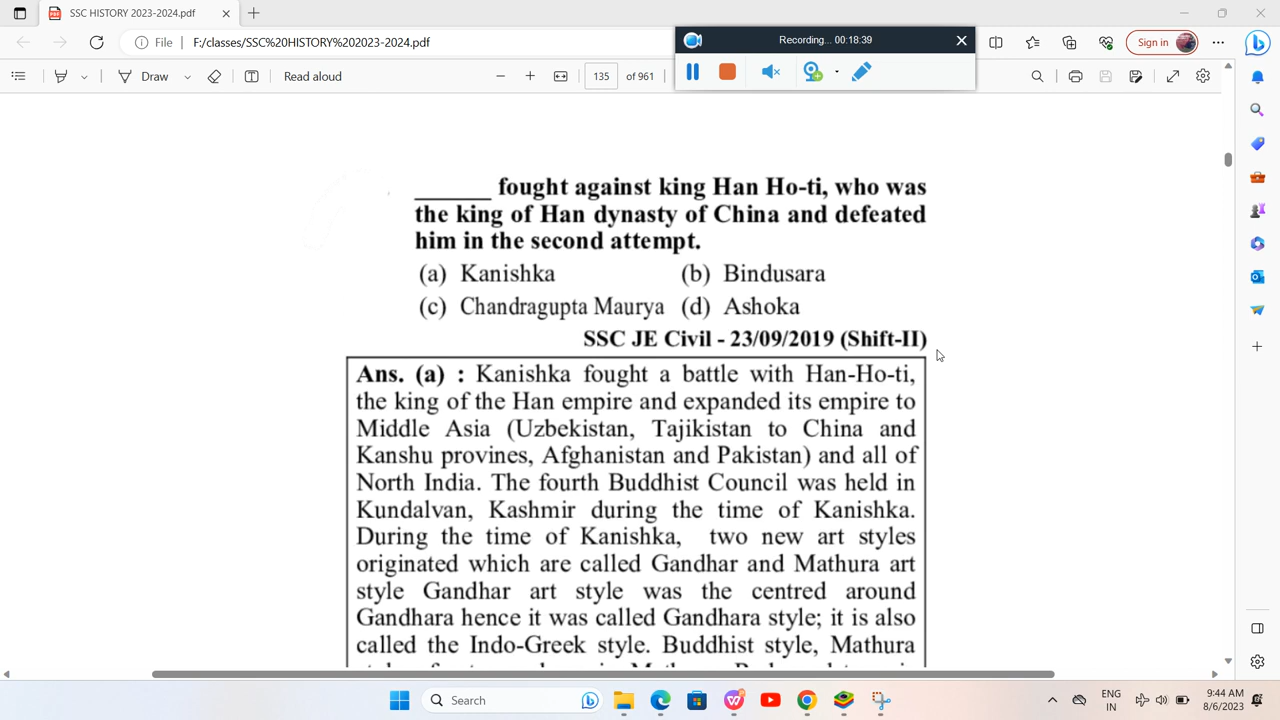 SSC HISTORY 2023-2024.pdf
Recording... 00:18:39
File F:/classes/SSC%20HISTORY%202023-2024.pdf
Sign in
Draw
Read aloud
135 of 961
______ fought against king Han Ho-ti, who was
the king of Han dynasty of China and defeated
him in the second attempt.
(a) Kanishka (b) Bindusara
(c) Chandragupta Maurya (d) Ashoka
SSC JE Civil - 23/09/2019 (Shift-II)
Ans. (a) : Kanishka fought a battle with Han-Ho-ti,
the king of the Han empire and expanded its empire to
Middle Asia (Uzbekistan, Tajikistan to China and
Kanshu provines, Afghanistan and Pakistan) and all of
North India. The fourth Buddhist Council was held in
Kundalvan, Kashmir during the time of Kanishka.
During the time of Kanishka, two new art styles
originated which are called Gandhar and Mathura art
style Gandhar art style was the centred around
Gandhara hence it was called Gandhara style; it is also
called the Indo-Greek style. Buddhist style, Mathura
Search
ENG
IN
9:44 AM
8/6/2023